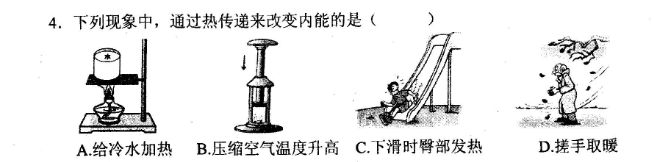 4. 下列现象中，通过热传递来改变内能的是（ ）
水
A.给冷水加热 B.压缩空气温度升高 C.下滑时臀部发热 D.搓手取暖